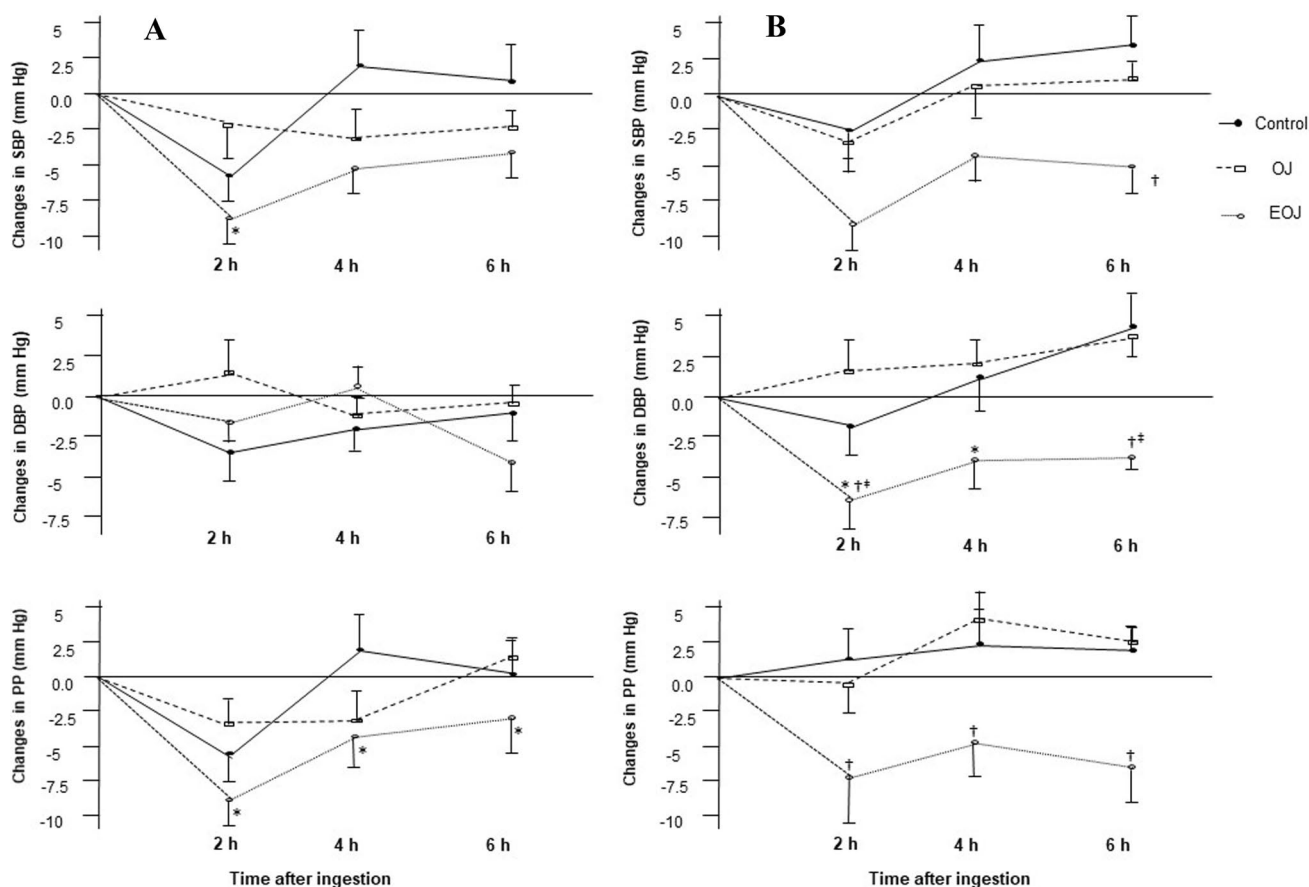 A
B
Changes in SBP (mm Hg)
5
2.5
0.0
-2.5
-5
-7.5
-10
*
2 h
4 h
6 h
Changes in SBP (mm Hg)
5
2.5
0.0
-2.5
-5
-7.5
-10
†
2 h
4 h
6 h
Control
OJ
EOJ
Changes in DBP (mm Hg)
5
2.5
0.0
-2.5
-5
-7.5
2 h
4 h
6 h
Changes in DBP (mm Hg)
5
2.5
0.0
-2.5
-5
-7.5
* †‡
*
†‡
2 h
4 h
6 h
Changes in PP (mm Hg)
5
2.5
0.0
-2.5
-5
-7.5
-10
*
*
*
2 h
4 h
6 h
Time after ingestion
Changes in PP (mm Hg)
5
2.5
0.0
-2.5
-5
-7.5
-10
†
†
†
2 h
4 h
6 h
Time after ingestion